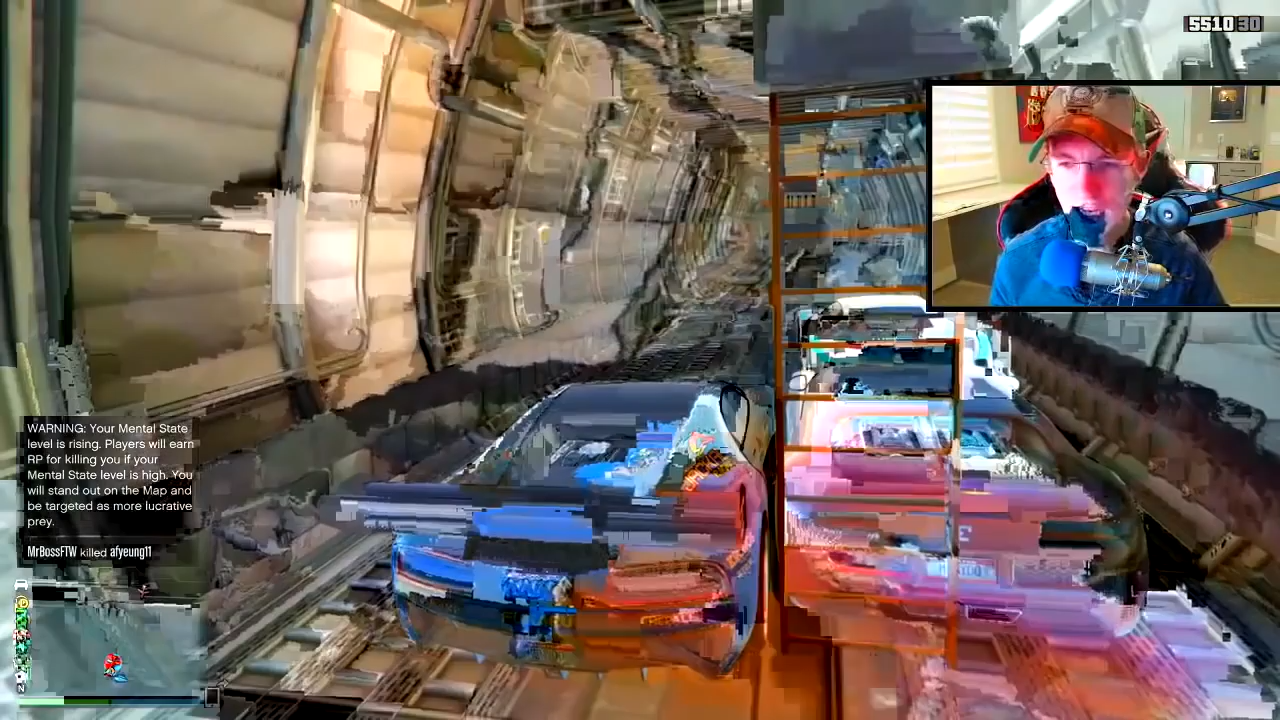 5510 30
WARNING: Your Mental State
level is rising. Players will earn
RP for killing you if your
Mental State level is high. You
will stand out on the Map and
be targeted as more lucrative
prey.
MrBossFTW killed afyeung11
N